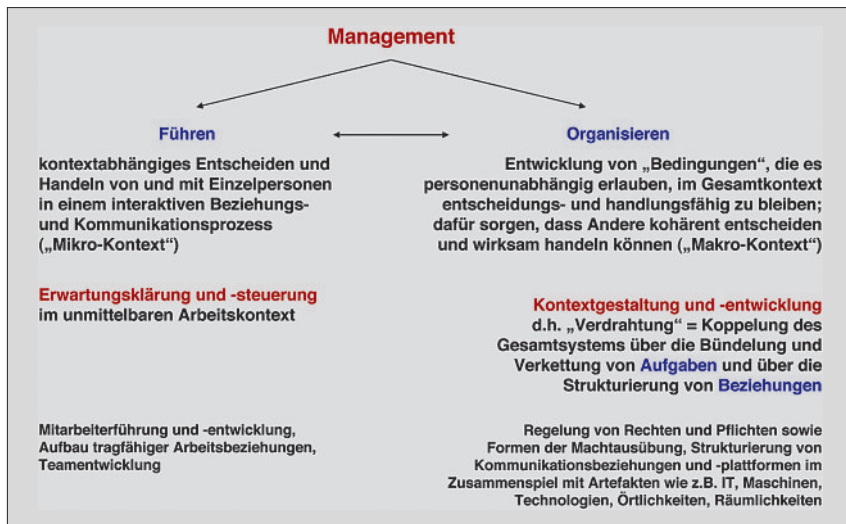 Management
Führen
Organisieren
kontextabhängiges Entscheiden und
Handeln von und mit Einzelpersonen
in einem interaktiven Beziehungs-
und Kommunikationsprozess
(„Mikro-Kontext“)
Entwicklung von „Bedingungen“, die es
personenunabhängig erlauben, im Gesamtkontext
entscheidungs- und handlungsfähig zu bleiben;
dafür sorgen, dass Andere kohärent entscheiden
und wirksam handeln können („Makro-Kontext“)
Erwartungsklärung und -steuerung
im unmittelbaren Arbeitskontext
Kontextgestaltung und -entwicklung
d.h. „Verdrahtung“ = Koppelung des
Gesamtsystems über die Bündelung und
Verkettung von Aufgaben und über die
Strukturierung von Beziehungen
Mitarbeiterführung und -entwicklung,
Aufbau tragfähiger Arbeitsbeziehungen,
Teamentwicklung
Regelung von Rechten und Pflichten sowie
Formen der Machtausübung, Strukturierung von
Kommunikationsbeziehungen und -plattformen im
Zusammenspiel mit Artefakten wie z.B. IT, Maschinen,
Technologien, Örtlichkeiten, Räumlichkeiten